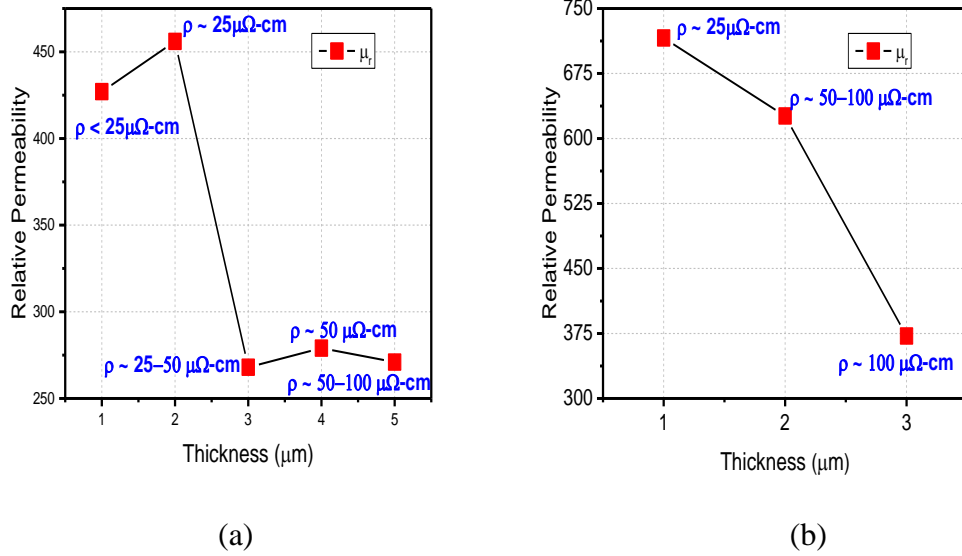 ρ ~ 25μΩ-cm
μr
ρ < 25μΩ-cm
ρ ~ 25–50 μΩ-cm
ρ ~ 50 μΩ-cm
ρ ~ 50–100 μΩ-cm
450
400
350
300
250
1 2 3 4 5
Relative Permeability
Thickness (μm)
(a)
ρ ~ 25μΩ-cm
μr
ρ ~ 50–100 μΩ-cm
ρ ~ 100 μΩ-cm
750
675
600
525
450
375
300
1 2 3
Relative Permeability
Thickness (μm)
(b)